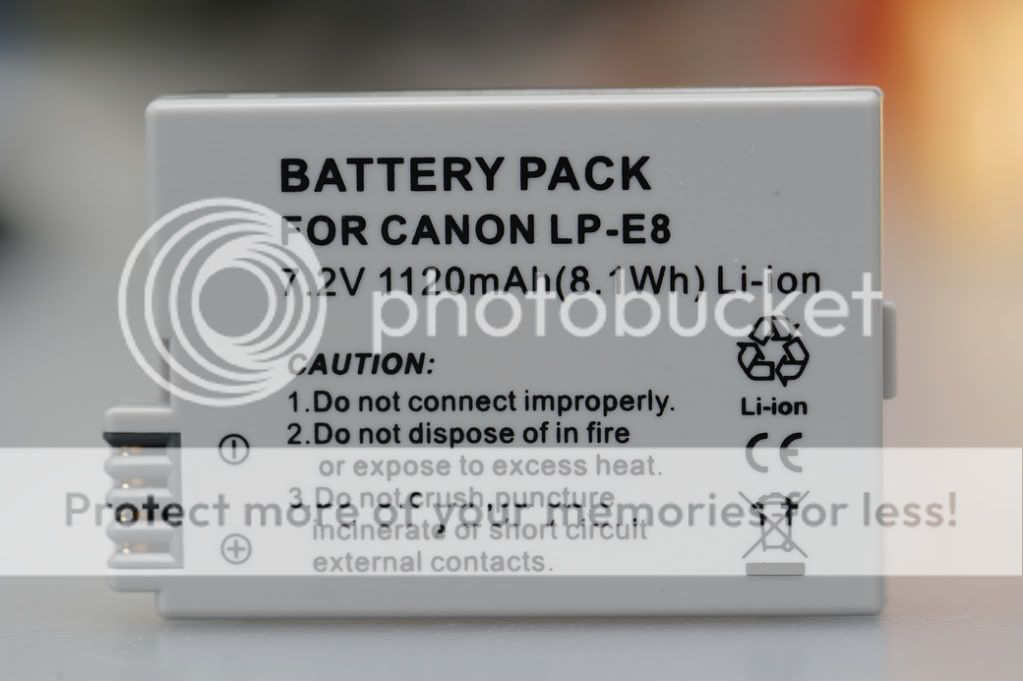 BATTERY PACK
FOR CANON LP-E8
7.2V 1120mAh(8.1Wh) Li-ion
photobucket
CAUTION:
1.Do not connect improperly.
2.Do not dispose of in fire
or expose to excess heat.
3.Do not crush,puncture,
incinerate or short circuit
external contacts.
Li-ion
CE
Protect more of your memories for less!